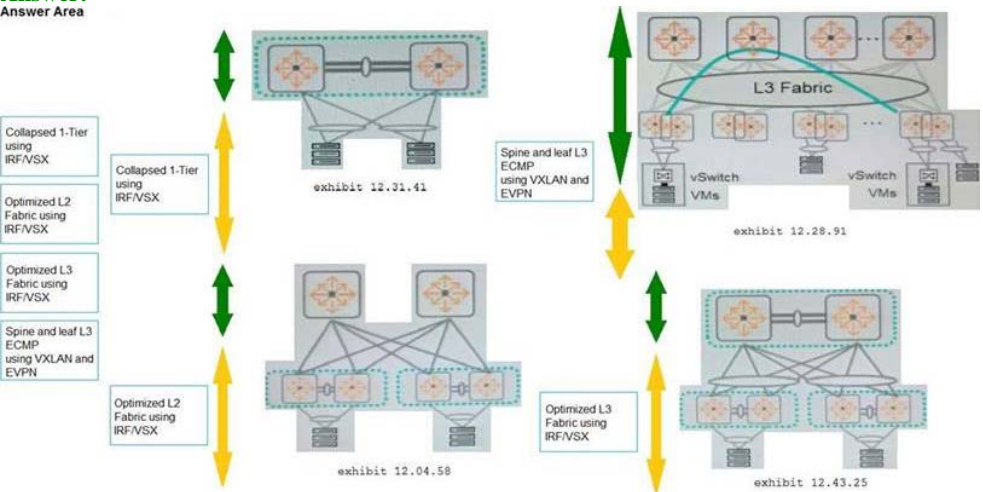 Answer Area
Collapsed 1-Tier
using
IRF/VSX
Optimized L2
Fabric using
IRF/VSX
Optimized L3
Fabric using
IRF/VSX
Spine and leaf L3
ECMP
using VXLAN and
EVPN
Collapsed 1-Tier
using
IRF/VSX
exhibit 12.31.41
Spine and leaf L3
ECMP
using VXLAN and
EVPN
L3 Fabric
vSwitch
VMs
vSwitch
VMs
exhibit 12.28.91
Optimized L2
Fabric using
IRF/VSX
exhibit 12.04.58
Optimized L3
Fabric using
IRF/VSX
exhibit 12.43.25